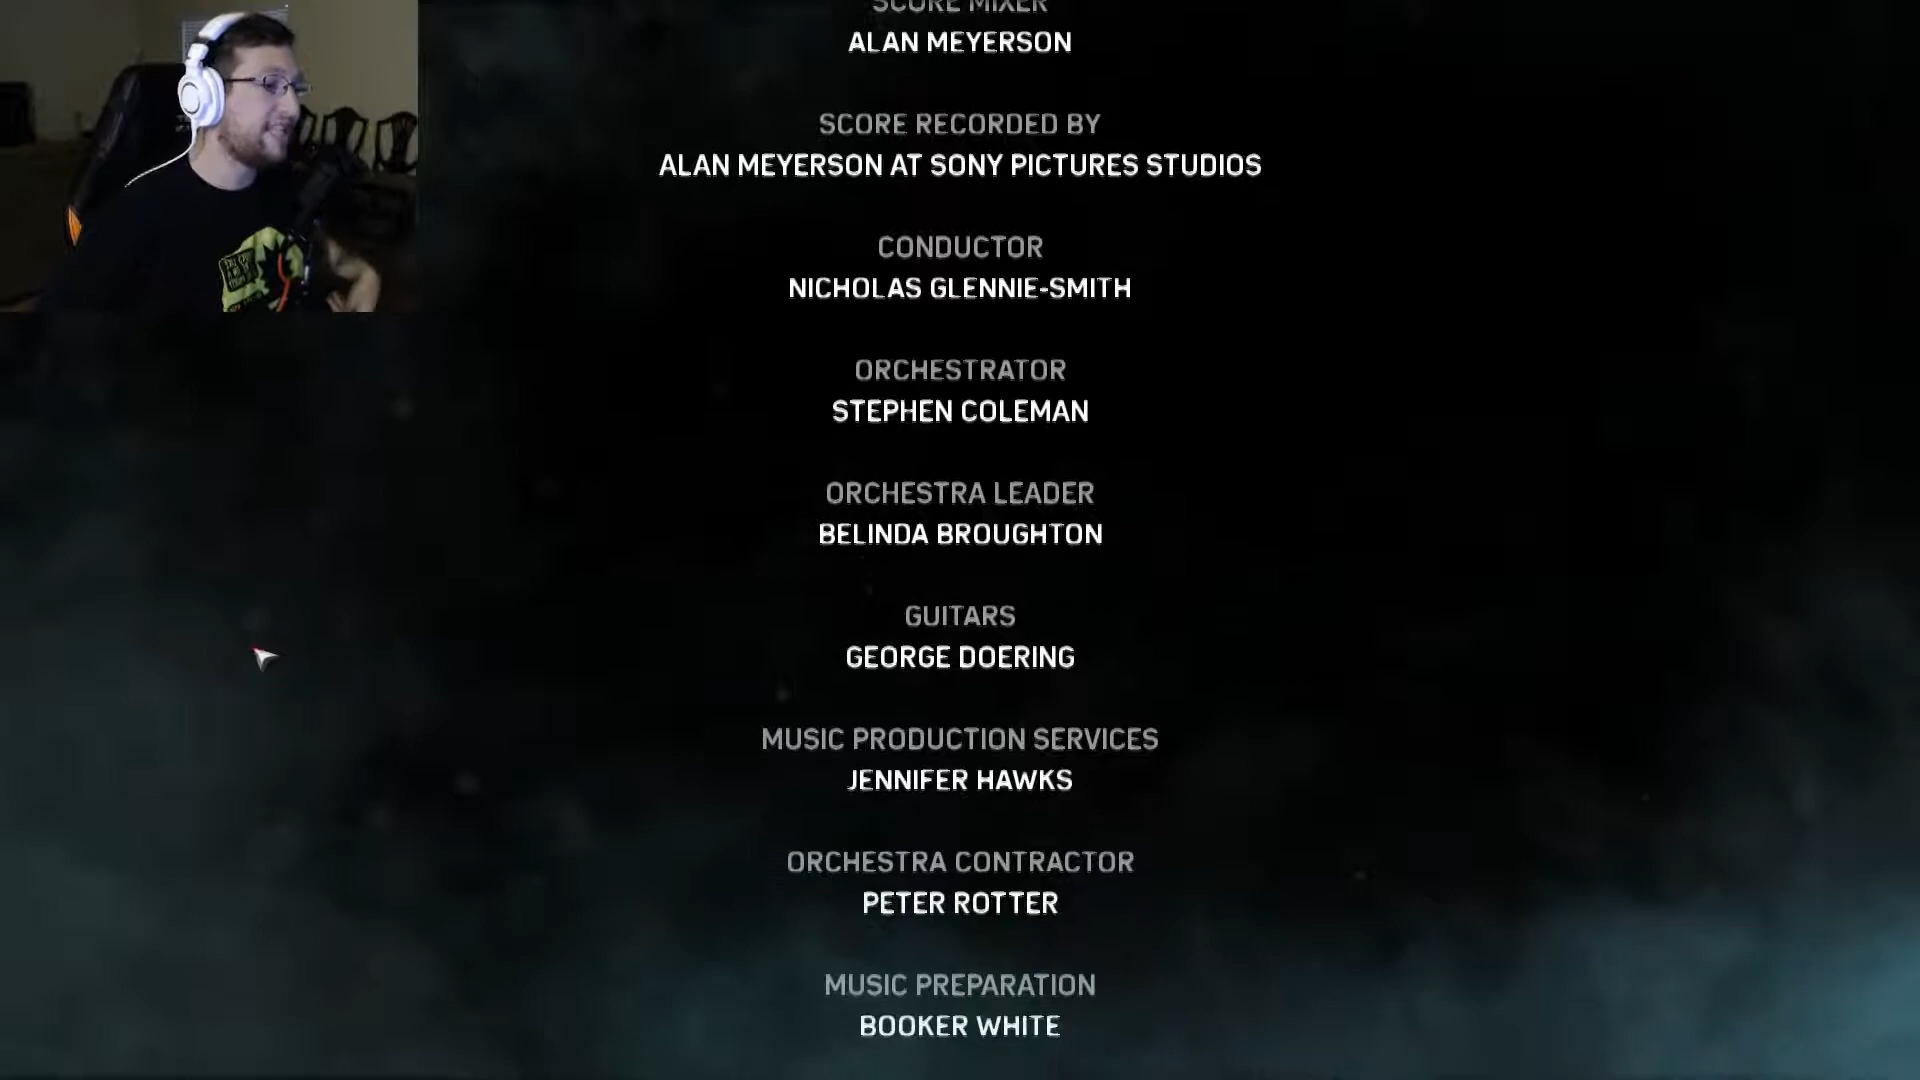 SCORE MIXER
ALAN MEYERSON
SCORE RECORDED BY
ALAN MEYERSON AT SONY PICTURES STUDIOS
CONDUCTOR
NICHOLAS GLENNIE-SMITH
ORCHESTRATOR
STEPHEN COLEMAN
ORCHESTRA LEADER
BELINDA BROUGHTON
GUITARS
GEORGE DOERING
MUSIC PRODUCTION SERVICES
JENNIFER HAWKS
ORCHESTRA CONTRACTOR
PETER ROTTER
MUSIC PREPARATION
BOOKER WHITE